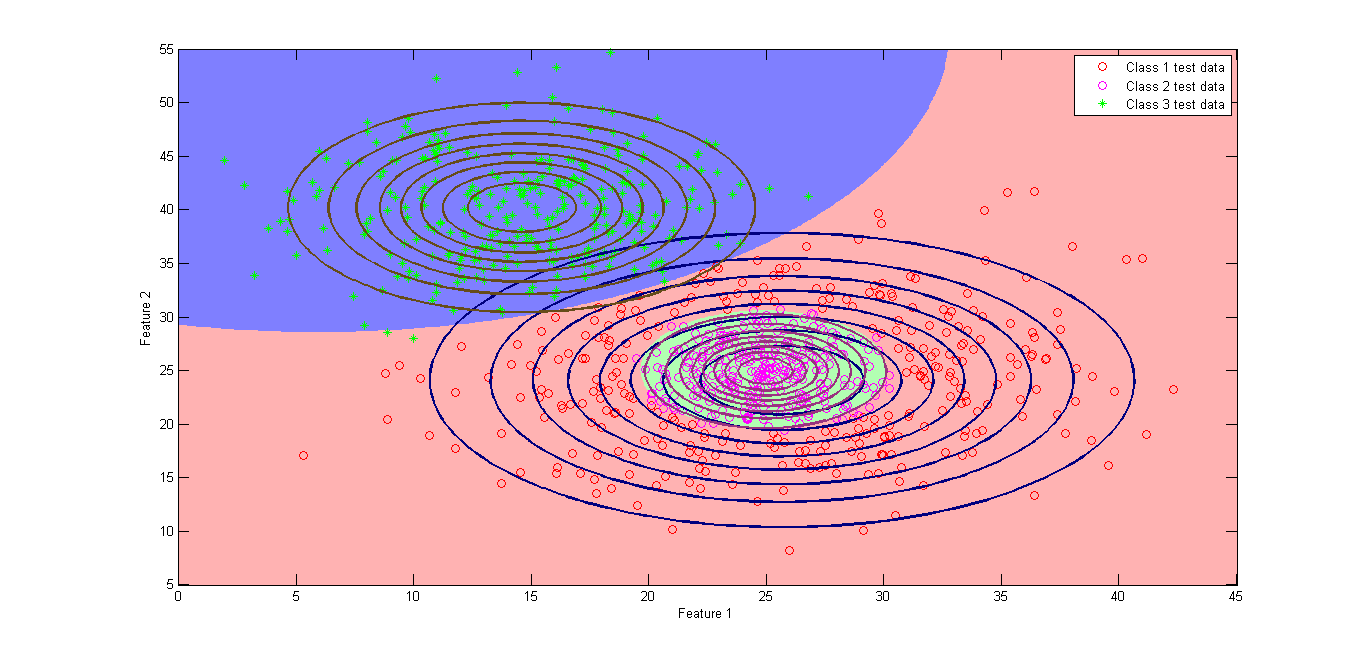 55
50
45
40
35
30
25
20
15
10
5
Feature 2
0 5 10 15 20 25 30 35 40 45
Feature 1
Class 1 test data
Class 2 test data
Class 3 test data